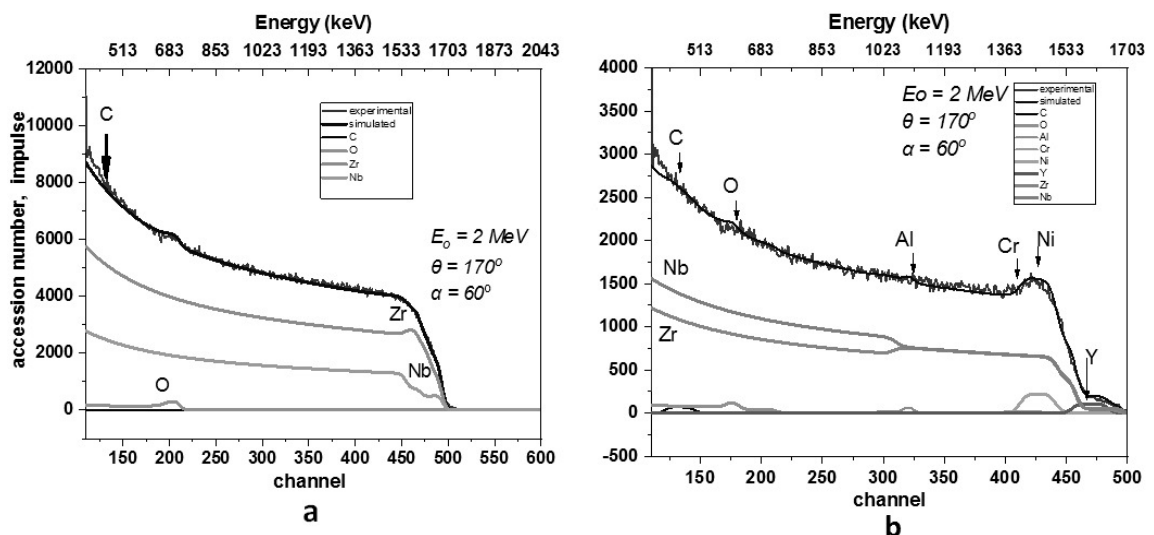 Energy (keV)
513 683 853 1023 1193 1363 1533 1703 1873 2043
12000
10000
8000
6000
4000
2000
0
accession number, impulse
C
experimental
simulated
C
O
Zr
Nb
Eo = 2 MeV
θ = 170°
α = 60°
Zr
Nb
O
150 200 250 300 350 400 450 500 550 600
channel
a
Energy (keV)
513 683 853 1023 1193 1363 1533 1703
4000
3500
3000
2500
2000
1500
1000
500
0
-500
Eo = 2 MeV
θ = 170°
α = 60°
experimental
simulated
C
O
Al
Cr
Ni
Y
Zr
Nb
C
O
Al
Cr
Ni
Nb
Zr
Y
150 200 250 300 350 400 450 500
channel
b